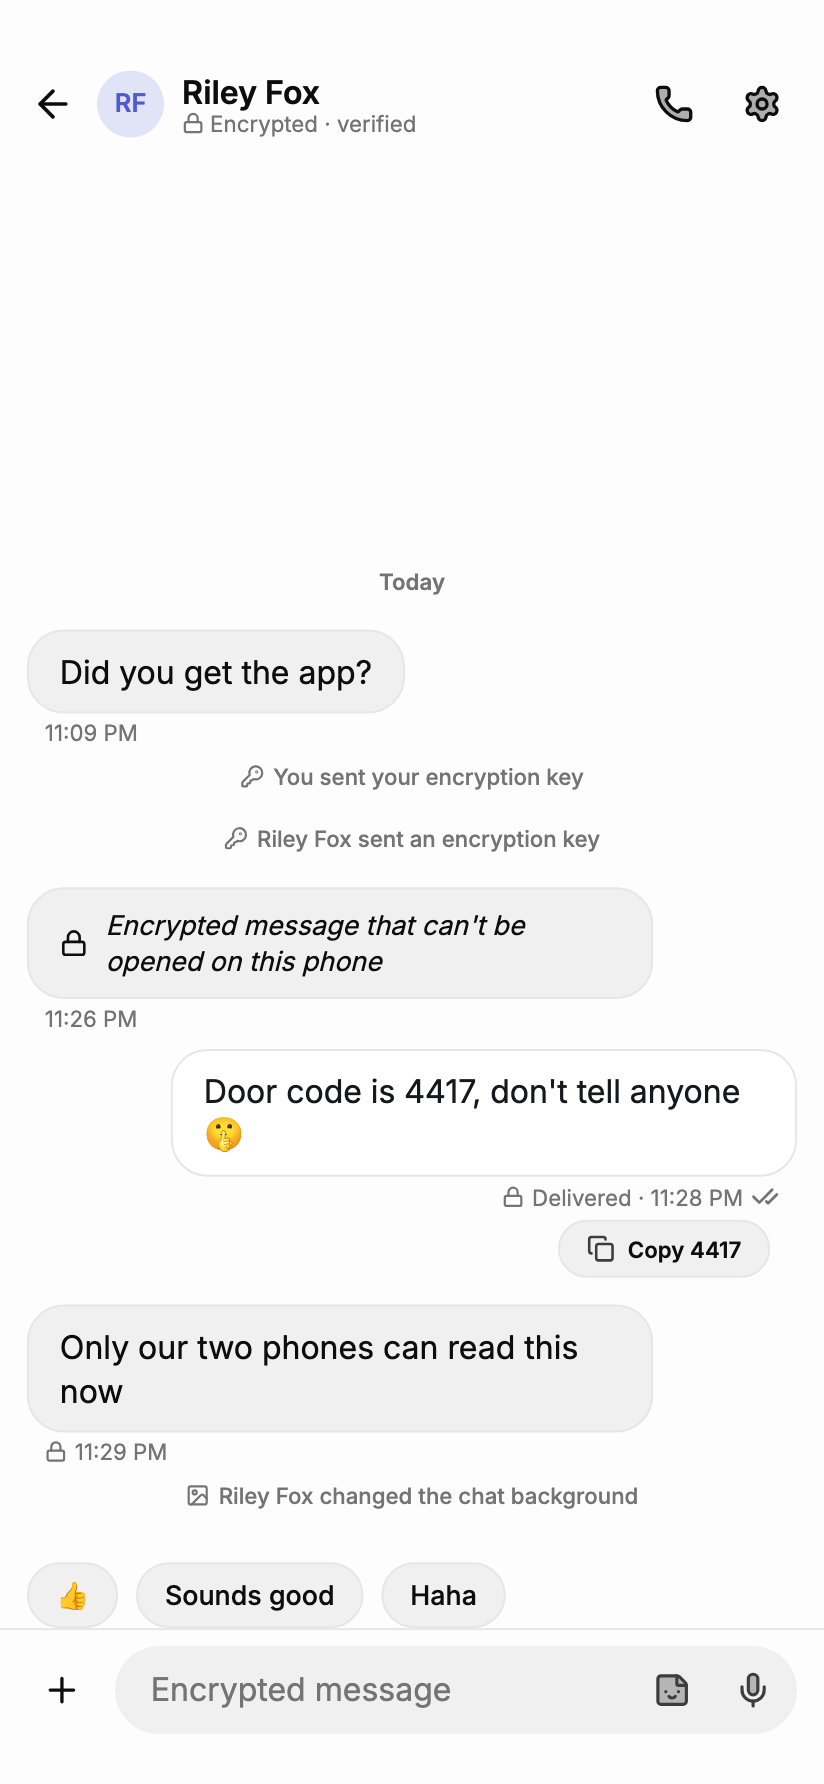 RF
Riley Fox
Encrypted · verified
Today
Did you get the app?
11:09 PM
You sent your encryption key
Riley Fox sent an encryption key
Encrypted message that can't be
opened on this phone
11:26 PM
Door code is 4417, don't tell anyone
🤫
Delivered · 11:28 PM
Copy 4417
Only our two phones can read this
now
11:29 PM
Riley Fox changed the chat background
👍 Sounds good Haha
Encrypted message